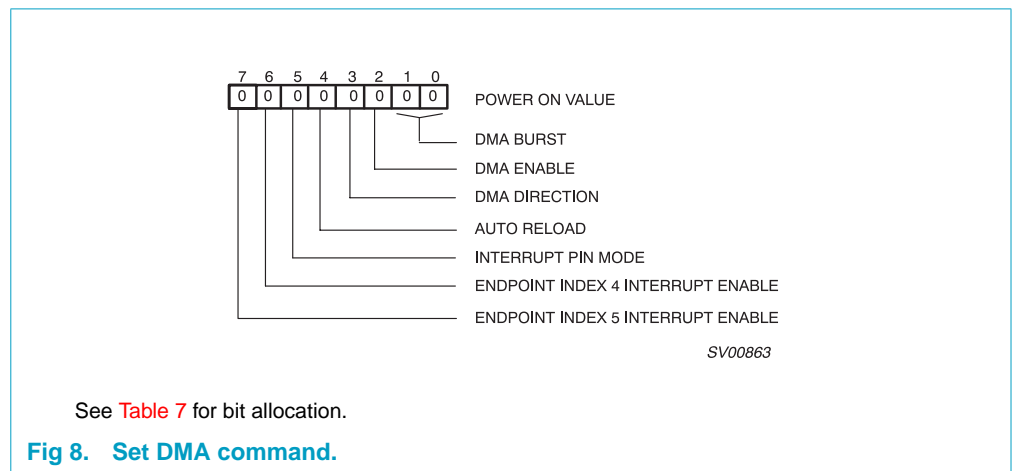 7 6 5 4 3 2 1 0
0 0 0 0 0 0 0 0 POWER ON VALUE
DMA BURST
DMA ENABLE
DMA DIRECTION
AUTO RELOAD
INTERRUPT PIN MODE
ENDPOINT INDEX 4 INTERRUPT ENABLE
ENDPOINT INDEX 5 INTERRUPT ENABLE
SV00863
See Table 7 for bit allocation.
Fig 8. Set DMA command.